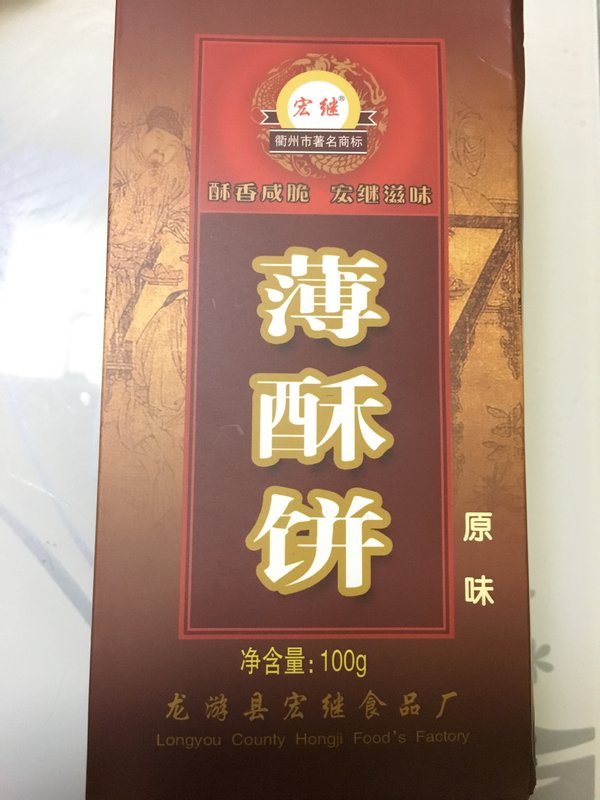 宏继®
衢州市著名商标
酥香咸脆 宏继滋味
薄酥饼
原味
净含量:100g
龙游县宏继食品厂
Longyou County Hongji Food's Factory